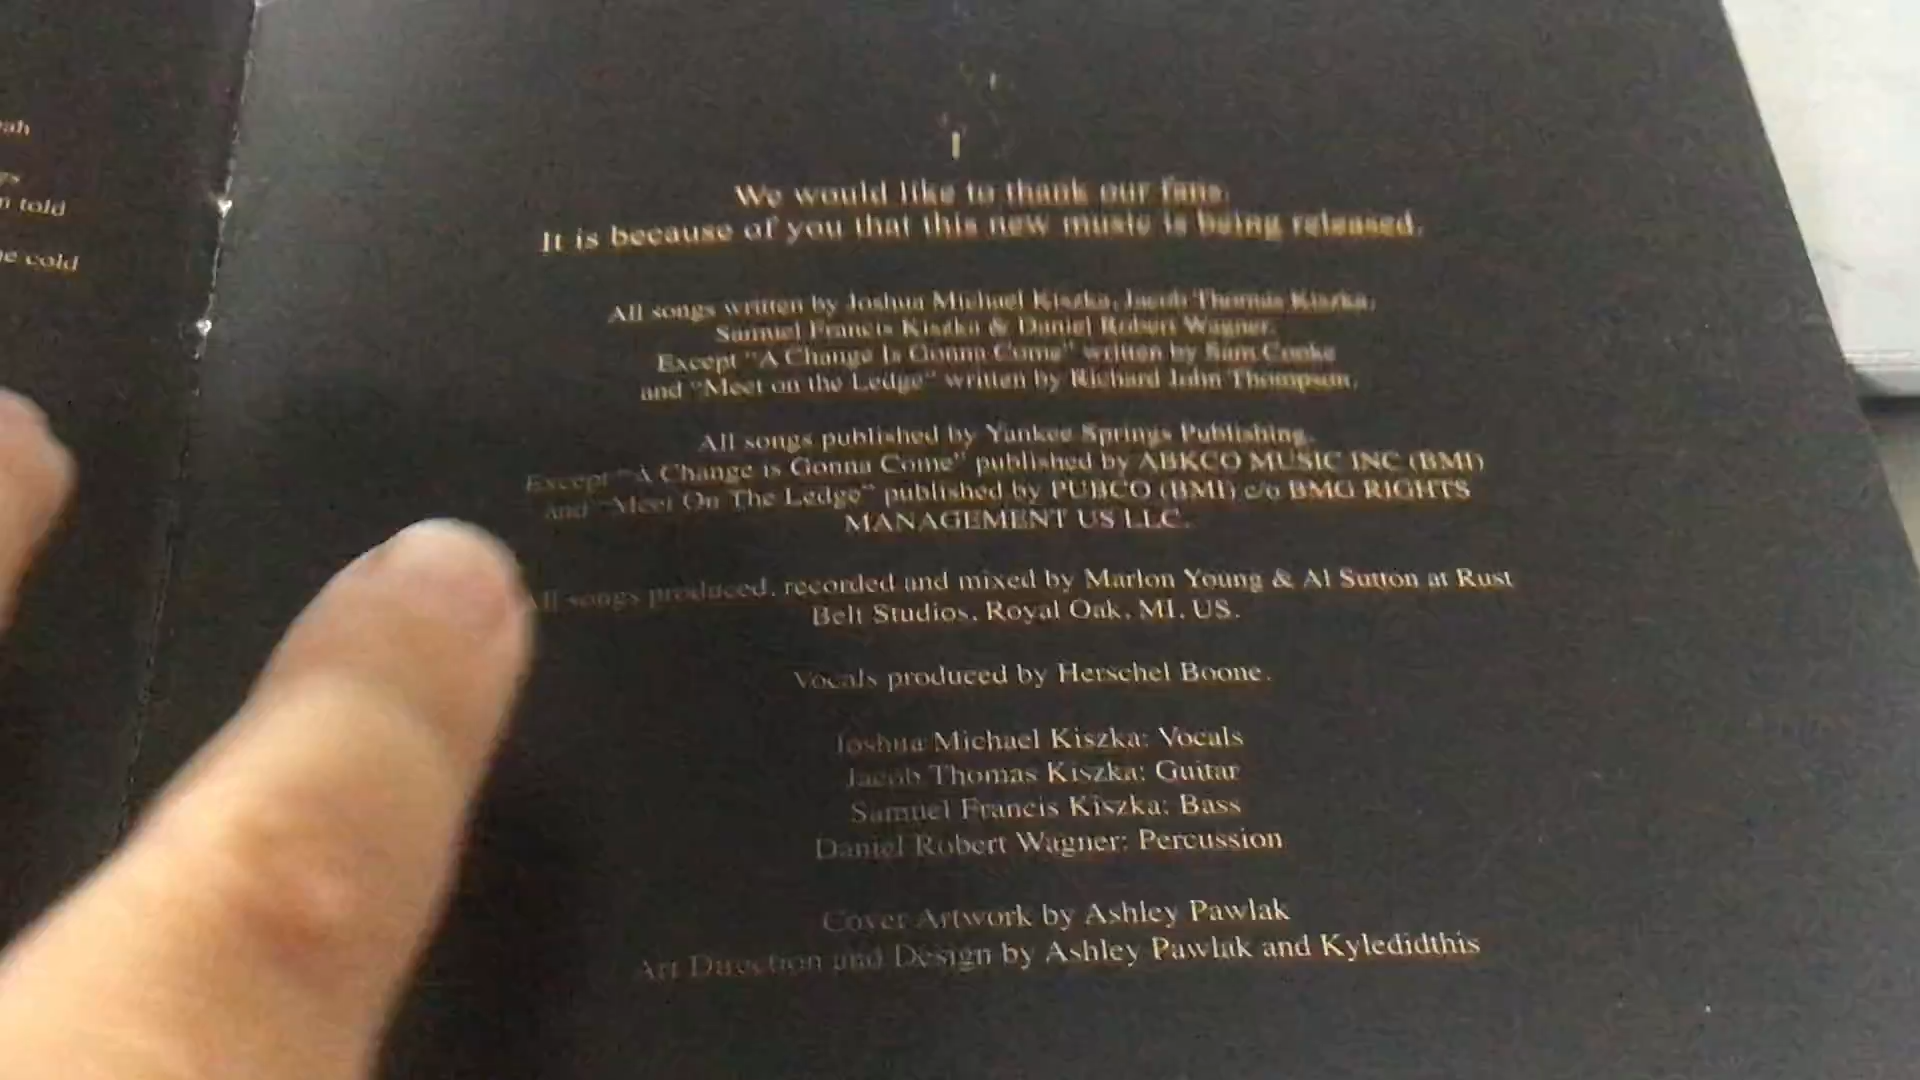 ah
gs
n told
e cold
We would like to thank our fans.
It is because of you that this new music is being released.
All songs written by Joshua Michael Kiszka, Jacob Thomas Kiszka,
Samuel Francis Kiszka & Daniel Robert Wagner.
Except "A Change Is Gonna Come" written by Sam Cooke
and "Meet on the Ledge" written by Richard John Thompson.
All songs published by Yankee Springs Publishing.
Except "A Change is Gonna Come" published by ABKCO MUSIC INC (BMI)
and "Meet On The Ledge" published by PUBCO (BMI) c/o BMG RIGHTS
MANAGEMENT US LLC.
All songs produced, recorded and mixed by Marlon Young & Al Sutton at Rust
Belt Studios, Royal Oak, MI, US.
Vocals produced by Herschel Boone.
Joshua Michael Kiszka: Vocals
Jacob Thomas Kiszka: Guitar
Samuel Francis Kiszka: Bass
Daniel Robert Wagner: Percussion
Cover Artwork by Ashley Pawlak
Art Direction and Design by Ashley Pawlak and Kyledidthis